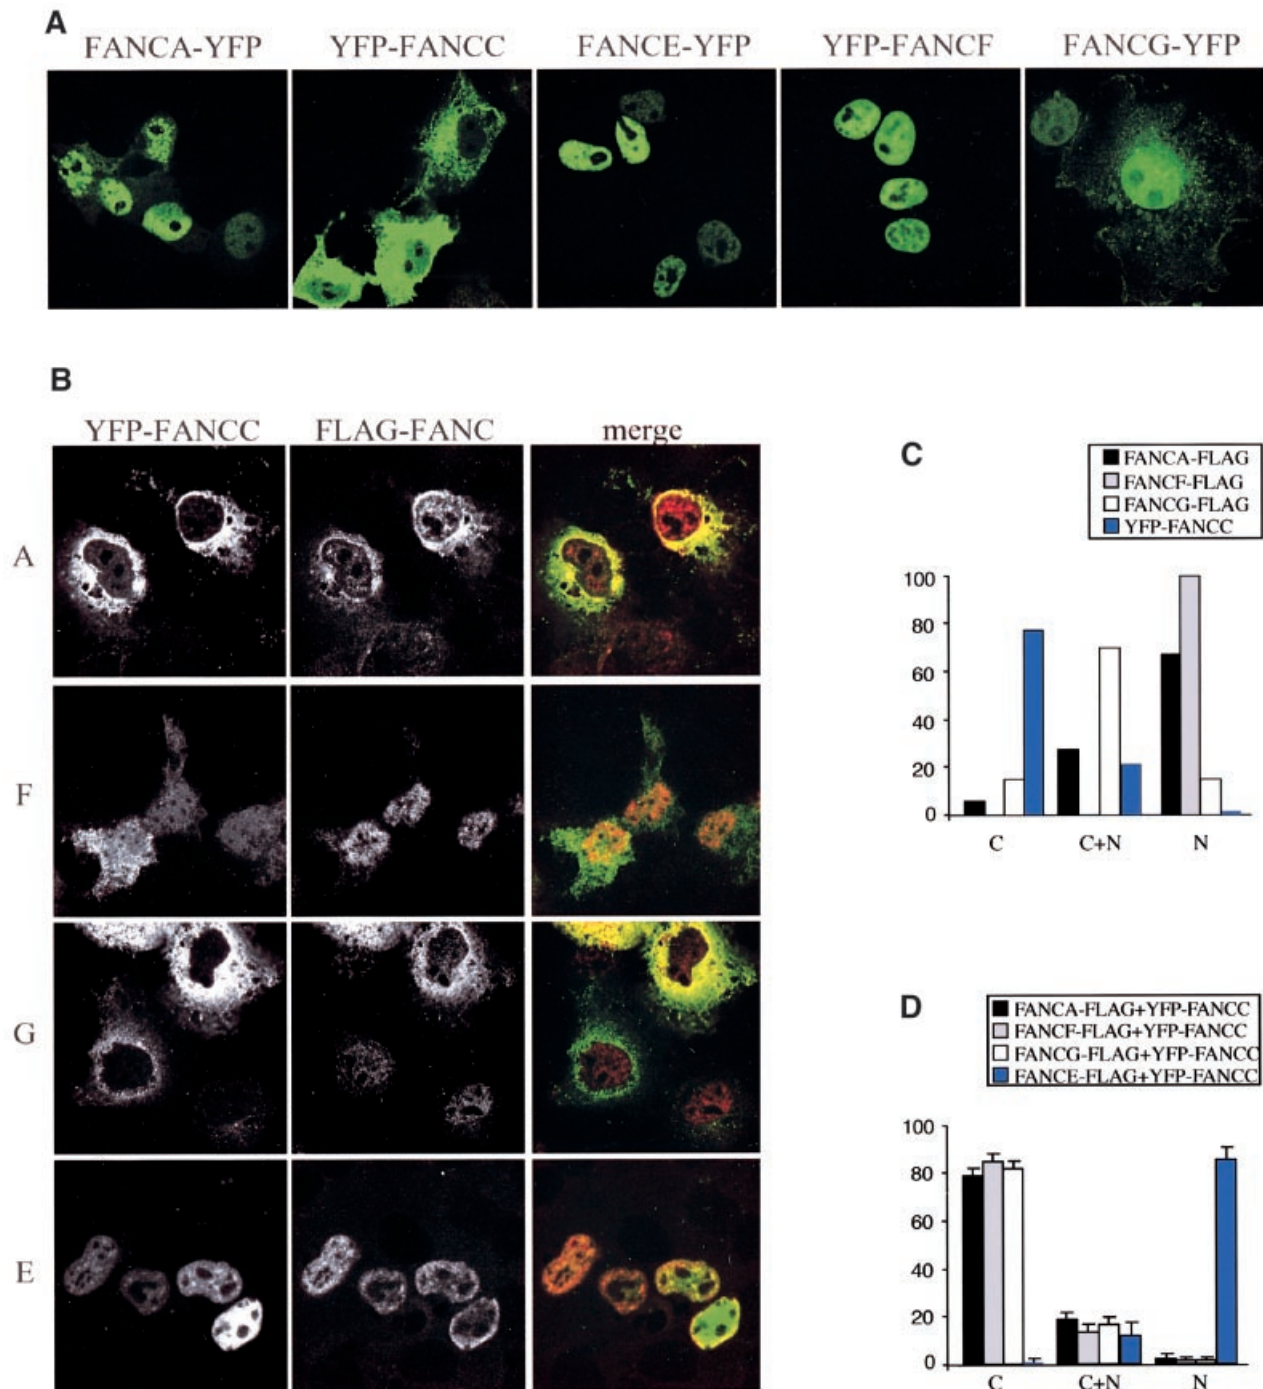 A
FANCA-YFP YFP-FANCC FANCE-YFP YFP-FANCF FANCG-YFP
B
YFP-FANCC FLAG-FANC merge
A
F
G
E
C
FANCA-FLAG
FANCF-FLAG
FANCG-FLAG
YFP-FANCC
100
80
60
40
20
0
C C+N N
D
FANCA-FLAG+YFP-FANCC
FANCF-FLAG+YFP-FANCC
FANCG-FLAG+YFP-FANCC
FANCE-FLAG+YFP-FANCC
100
80
60
40
20
0
C C+N N